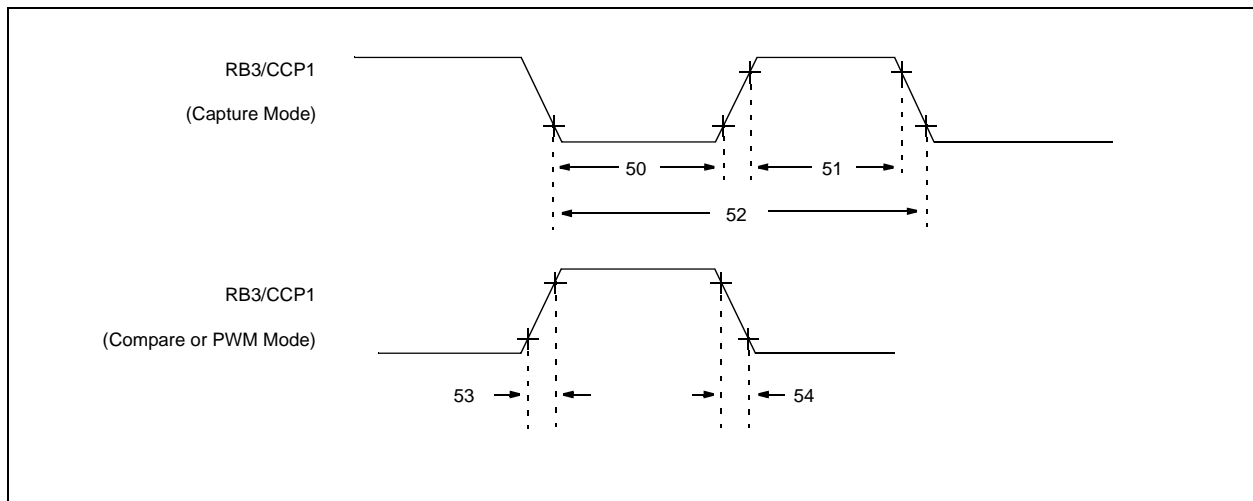 RB3/CCP1
(Capture Mode)
50
51
52
RB3/CCP1
(Compare or PWM Mode)
53
54